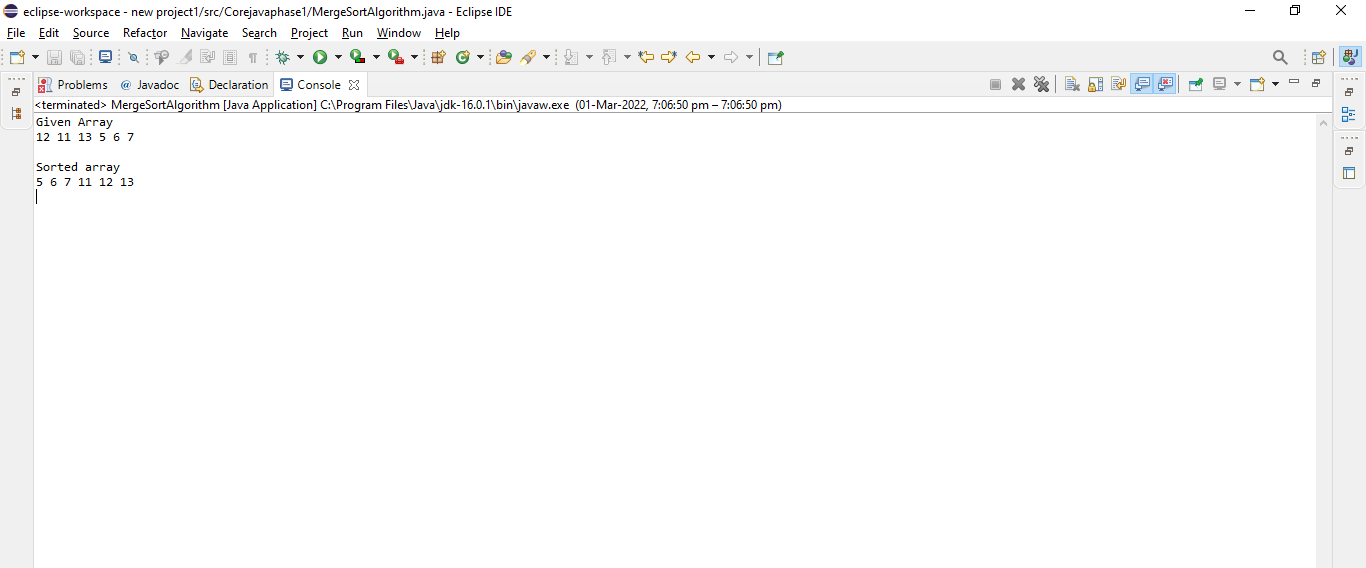 eclipse-workspace - new project1/src/Corejavaphase1/MergeSortAlgorithm.java - Eclipse IDE
File Edit Source Refactor Navigate Search Project Run Window Help
Problems @ Javadoc Declaration Console
<terminated> MergeSortAlgorithm [Java Application] C:\Program Files\Java\jdk-16.0.1\bin\javaw.exe (01-Mar-2022, 7:06:50 pm – 7:06:50 pm)
Given Array
12 11 13 5 6 7
Sorted array
5 6 7 11 12 13